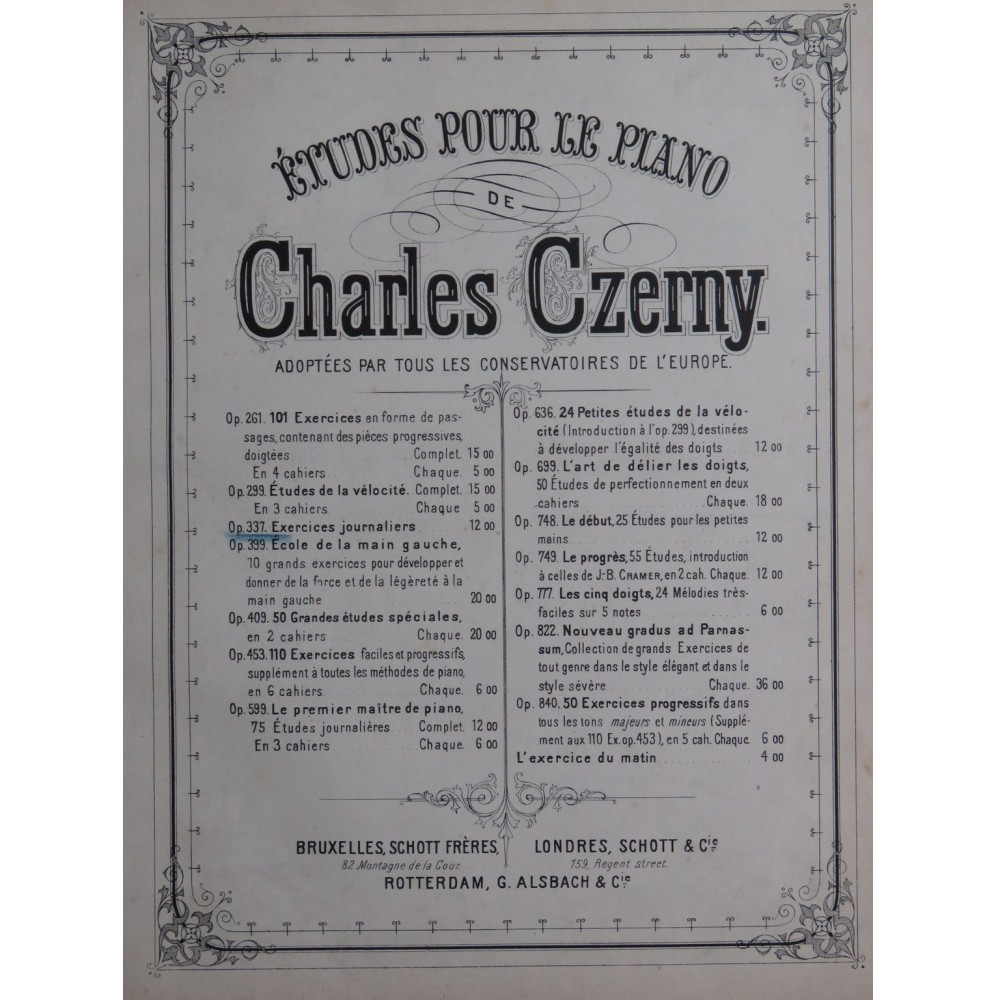 ÉTUDES POUR LE PIANO
DE
Charles Czerny.
ADOPTÉES PAR TOUS LES CONSERVATOIRES DE L'EUROPE.
Op. 261. 101 Exercices en forme de pas-
sages, contenant des pièces progressives,
doigtées Complet. 15 00
En 4 cahiers Chaque. 5 00
Op. 299. Études de la vélocité. Complet. 15 00
En 3 cahiers Chaque 5 00
Op. 337. Exercices journaliers 12 00
Op. 399. École de la main gauche,
10 grands exercices pour développer et
donner de la force et de la légèreté à la
main gauche 20 00
Op. 409. 50 Grandes études spéciales,
en 2 cahiers Chaque. 20 00
Op. 453. 110 Exercices faciles et progressifs,
supplément à toutes les méthodes de piano,
en 6 cahiers Chaque. 6 00
Op. 599. Le premier maître de piano,
75 Études journalières Complet. 12 00
En 3 cahiers Chaque. 6 00
Op. 636. 24 Petites études de la vélo-
cité (Introduction à l'op. 299), destinées
à développer l'égalité des doigts 12 00
Op. 699. L'art de délier les doigts,
50 Études de perfectionnement en deux
cahiers Chaque. 18 00
Op. 748. Le début, 25 Études pour les petites
mains 12 00
Op. 749. Le progrès, 55 Études, introduction
à celles de J.-B. CRAMER, en 2 cah. Chaque. 12 00
Op. 777. Les cinq doigts, 24 Mélodies très-
faciles sur 5 notes 6 00
Op. 822. Nouveau gradus ad Parnas-
sum, Collection de grands Exercices de
tout genre dans le style élégant et dans le
style sévère Chaque. 36 00
Op. 840. 50 Exercices progressifs dans
tous les tons majeurs et mineurs (Supplé-
ment aux 110 Ex. op. 453), en 5 cah. Chaque. 6 00
L'exercice du matin 4 00
BRUXELLES, SCHOTT FRÈRES,
82 Montagne de la Cour.
LONDRES, SCHOTT & Cie.
159, Regent street.
ROTTERDAM, G. ALSBACH & Cie.